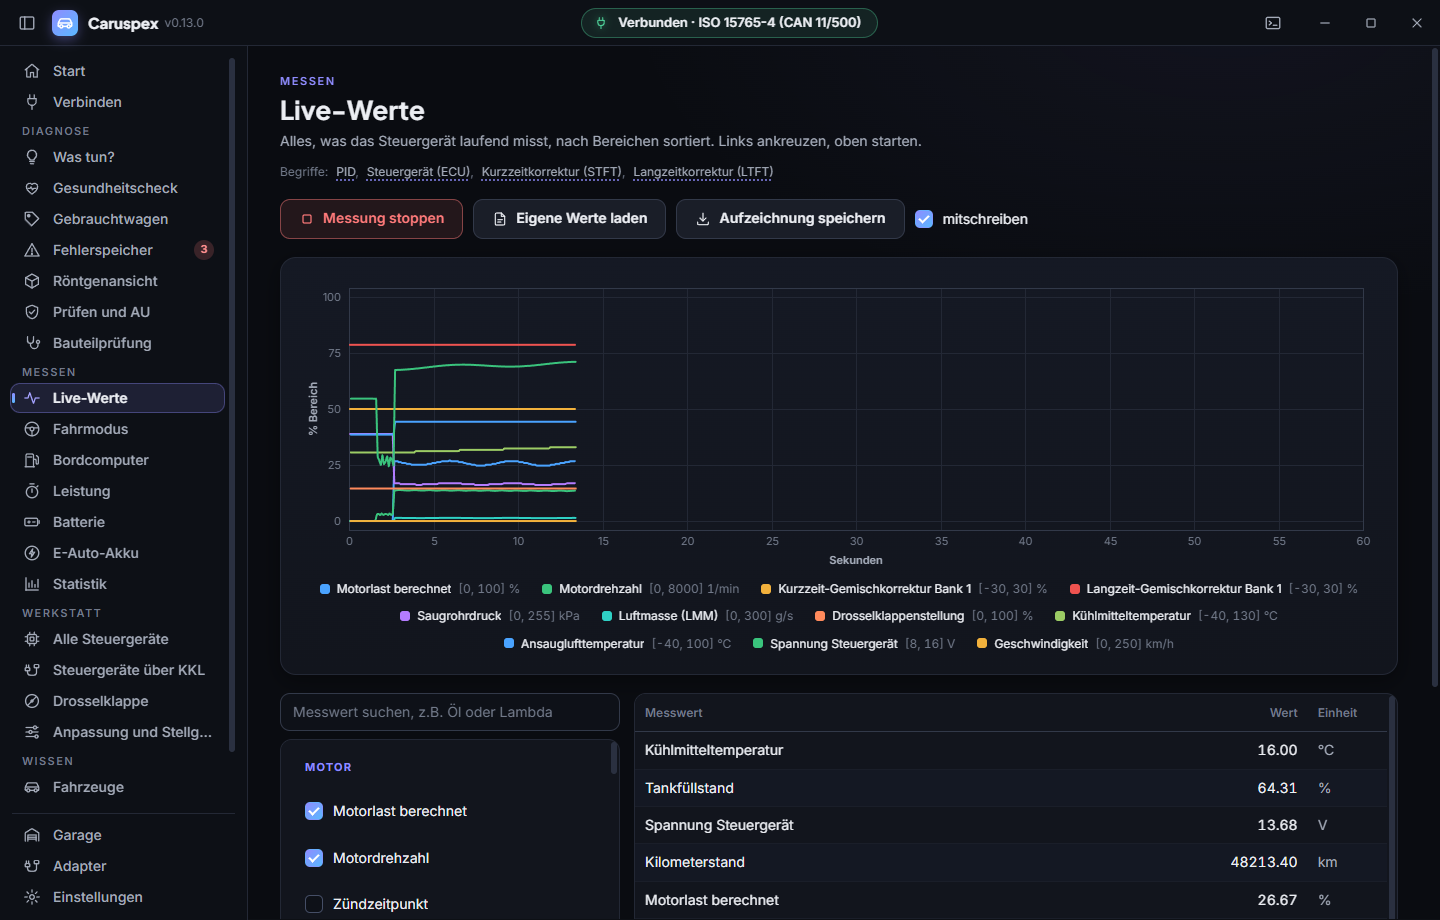 Caruspex v0.13.0
Verbunden · ISO 15765-4 (CAN 11/500)
Start
Verbinden
DIAGNOSE
Was tun?
Gesundheitscheck
Gebrauchtwagen
Fehlerspeicher 3
Röntgenansicht
Prüfen und AU
Bauteilprüfung
MESSEN
Live-Werte
Fahrmodus
Bordcomputer
Leistung
Batterie
E-Auto-Akku
Statistik
WERKSTATT
Alle Steuergeräte
Steuergeräte über KKL
Drosselklappe
Anpassung und Stellg...
WISSEN
Fahrzeuge
Garage
Adapter
Einstellungen
MESSEN
Live-Werte
Alles, was das Steuergerät laufend misst, nach Bereichen sortiert. Links ankreuzen, oben starten.
Begriffe: PID, Steuergerät (ECU), Kurzzeitkorrektur (STFT), Langzeitkorrektur (LTFT)
Messung stoppen Eigene Werte laden Aufzeichnung speichern mitschreiben
100
75
50
25
0
% Bereich
0 5 10 15 20 25 30 35 40 45 50 55 60
Sekunden
Motorlast berechnet [0, 100] % Motordrehzahl [0, 8000] 1/min Kurzzeit-Gemischkorrektur Bank 1 [-30, 30] % Langzeit-Gemischkorrektur Bank 1 [-30, 30] %
Saugrohrdruck [0, 255] kPa Luftmasse (LMM) [0, 300] g/s Drosselklappenstellung [0, 100] % Kühlmitteltemperatur [-40, 130] °C
Ansauglufttemperatur [-40, 100] °C Spannung Steuergerät [8, 16] V Geschwindigkeit [0, 250] km/h
Messwert suchen, z.B. Öl oder Lambda
MOTOR
Motorlast berechnet
Motordrehzahl
Zündzeitpunkt
Messwert Wert Einheit
Kühlmitteltemperatur 16.00 °C
Tankfüllstand 64.31 %
Spannung Steuergerät 13.68 V
Kilometerstand 48213.40 km
Motorlast berechnet 26.67 %